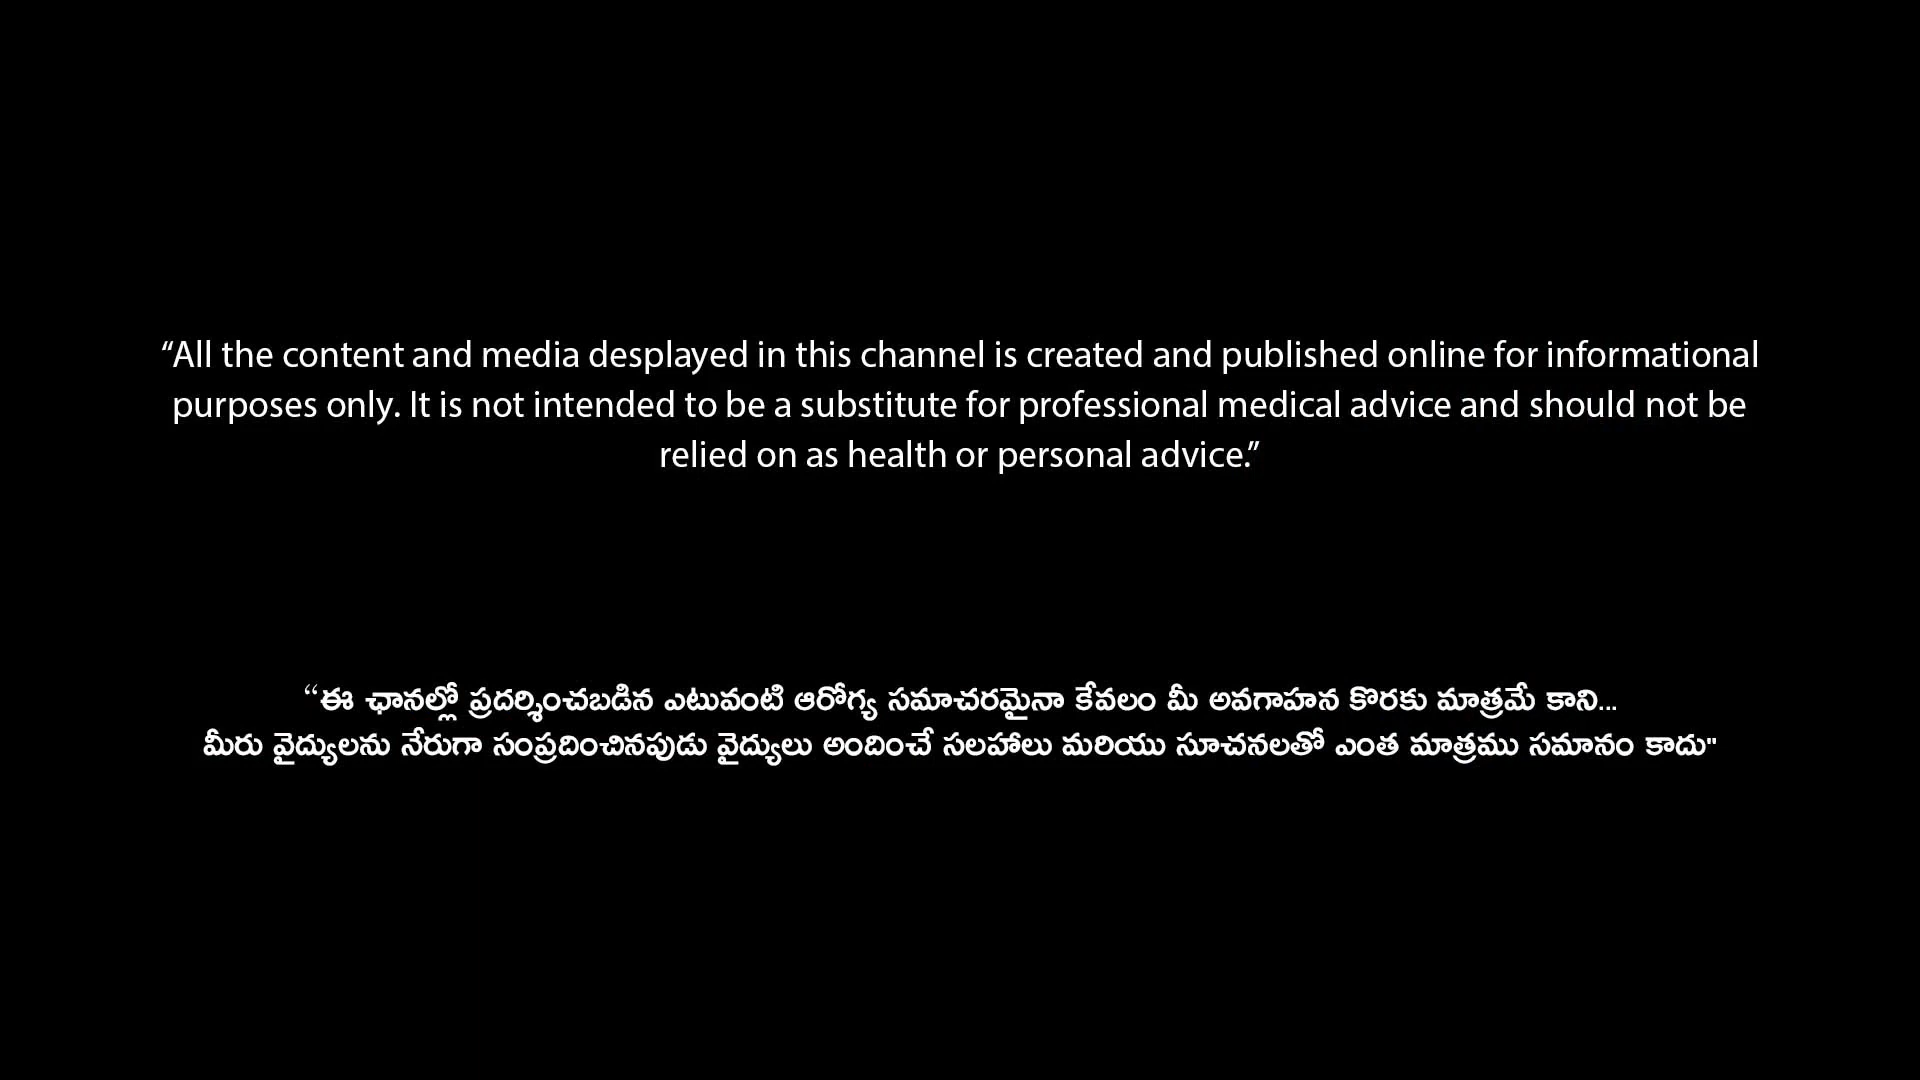 “All the content and media desplayed in this channel is created and published online for informational
purposes only. It is not intended to be a substitute for professional medical advice and should not be
relied on as health or personal advice.”
“ఈ ఛానల్లో ప్రదర్శించబడిన ఎటువంటి ఆరోగ్య సమాచరమైనా కేవలం మీ అవగాహన కొరకు మాత్రమే కాని...
మీరు వైద్యులను నేరుగా సంప్రదించినపుడు వైద్యులు అందించే సలహాలు మరియు సూచనలతో ఎంత మాత్రము సమానం కాదు"